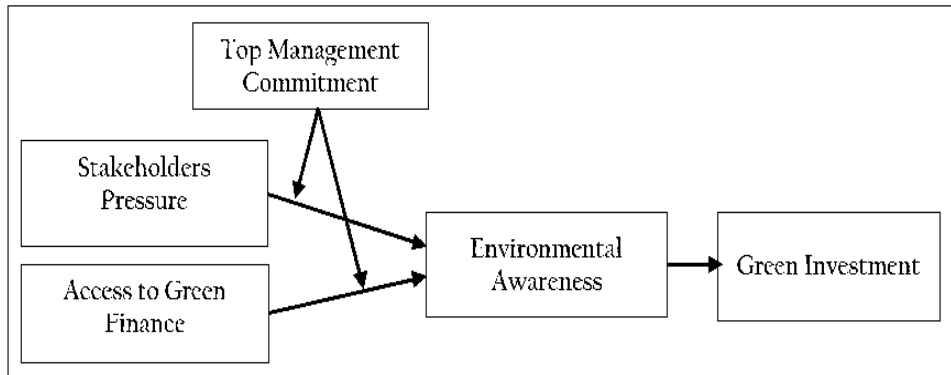 Top Management
Commitment
Stakeholders
Pressure
Access to Green
Finance
Environmental
Awareness
Green Investment